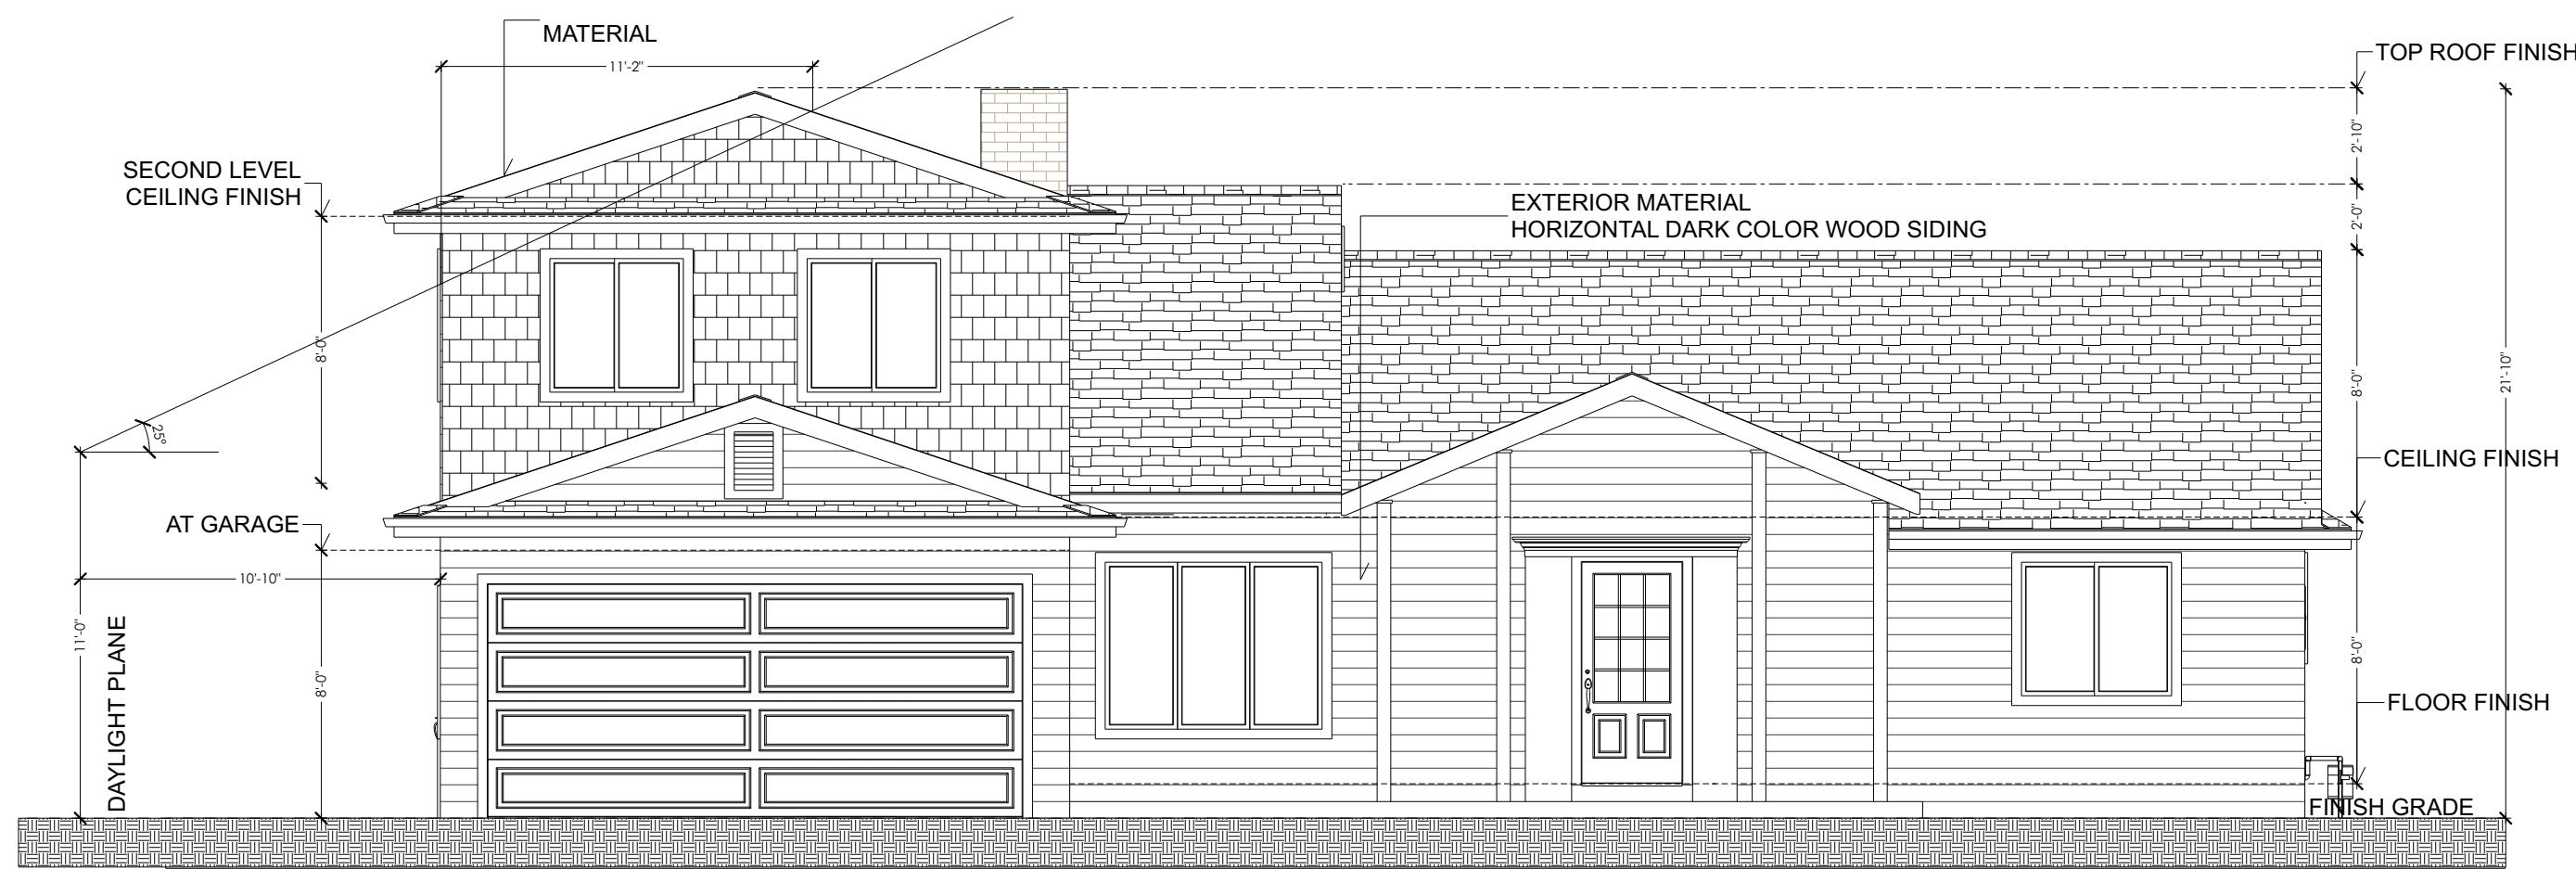 MATERIAL
TOP ROOF FINISH
11'-2"
2'-10"
SECOND LEVEL
CEILING FINISH
EXTERIOR MATERIAL
HORIZONTAL DARK COLOR WOOD SIDING
2'-0"
8'-0"
8'-0"
21'-10"
25°
CEILING FINISH
AT GARAGE
10'-10"
11'-0"
DAYLIGHT PLANE
8'-0"
8'-0"
FLOOR FINISH
FINISH GRADE